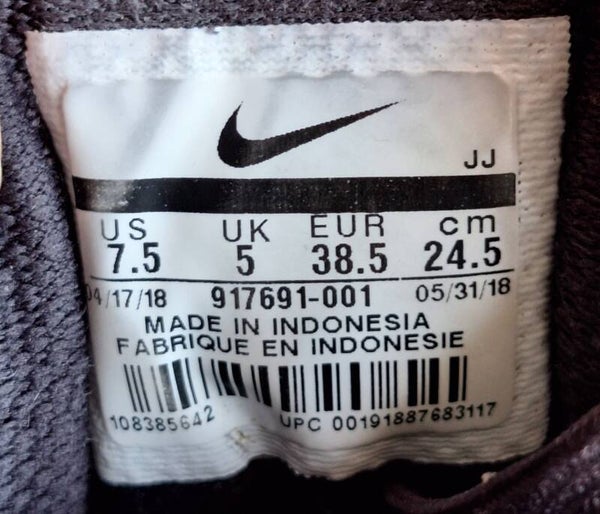 JJ
US UK EUR cm
7.5 5 38.5 24.5
04/17/18 917691-001 05/31/18
MADE IN INDONESIA
FABRIQUE EN INDONESIE
108385642 UPC 00191887683117